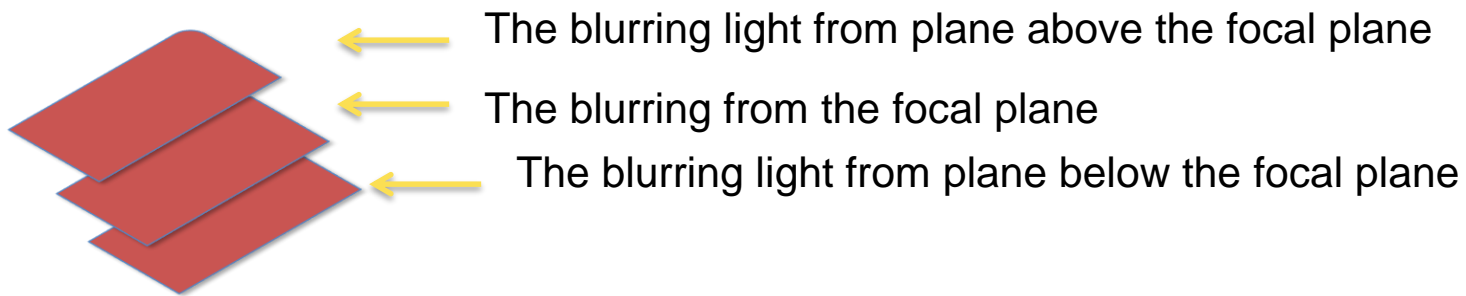 The blurring light from plane above the focal plane
The blurring from the focal plane
The blurring light from plane below the focal plane